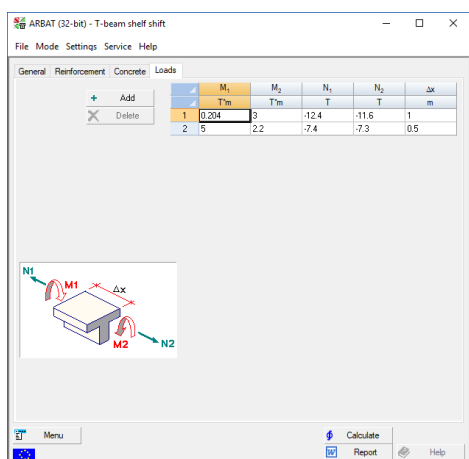 ARBAT (32-bit) - T-beam shelf shift
File Mode Settings Service Help
General Reinforcement Concrete Loads
+ Add
Delete
M₁ M₂ N₁ N₂ Δx
T*m T*m T T m
1 0.204 3 -12.4 -11.6 1
2 5 2.2 -7.4 -7.3 0.5
N1
M1
Δx
M2
N2
Menu
Calculate
W Report
Help